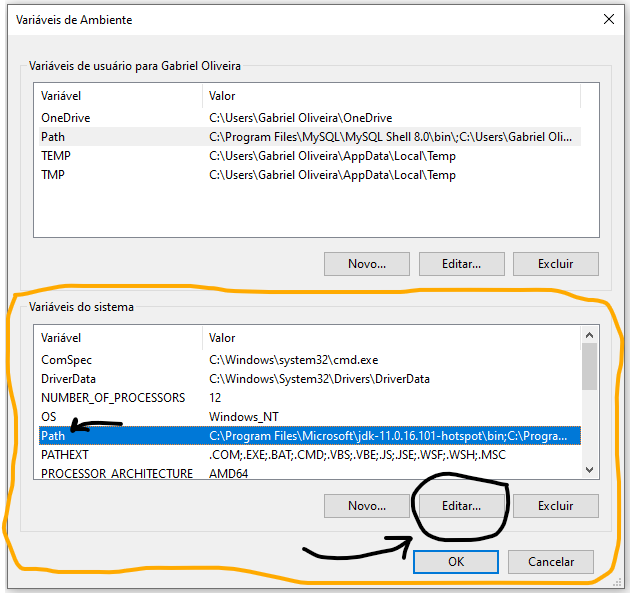 Variáveis de Ambiente
Variáveis de usuário para Gabriel Oliveira
Variável Valor
OneDrive C:\Users\Gabriel Oliveira\OneDrive
Path C:\Program Files\MySQL\MySQL Shell 8.0\bin\;C:\Users\Gabriel Oli...
TEMP C:\Users\Gabriel Oliveira\AppData\Local\Temp
TMP C:\Users\Gabriel Oliveira\AppData\Local\Temp
Novo... Editar... Excluir
Variáveis do sistema
Variável Valor
ComSpec C:\Windows\system32\cmd.exe
DriverData C:\Windows\System32\Drivers\DriverData
NUMBER_OF_PROCESSORS 12
OS Windows_NT
Path C:\Program Files\Microsoft\jdk-11.0.16.101-hotspot\bin;C:\Progra...
PATHEXT .COM;.EXE;.BAT;.CMD;.VBS;.VBE;.JS;.JSE;.WSF;.WSH;.MSC
PROCESSOR_ARCHITECTURE AMD64
Novo... Editar... Excluir
OK Cancelar